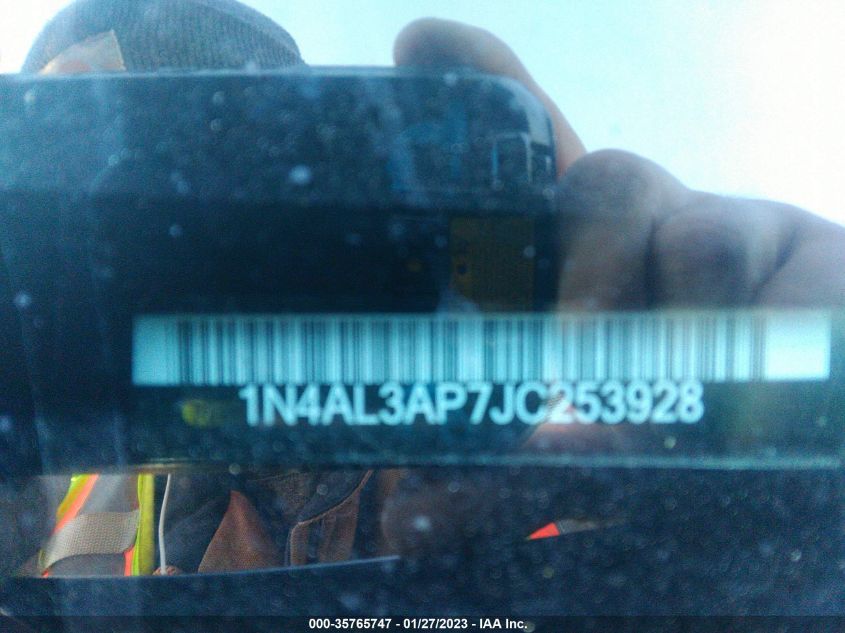 1N4AL3AP7JC253928
000-35765747 - 01/27/2023 - IAA Inc.